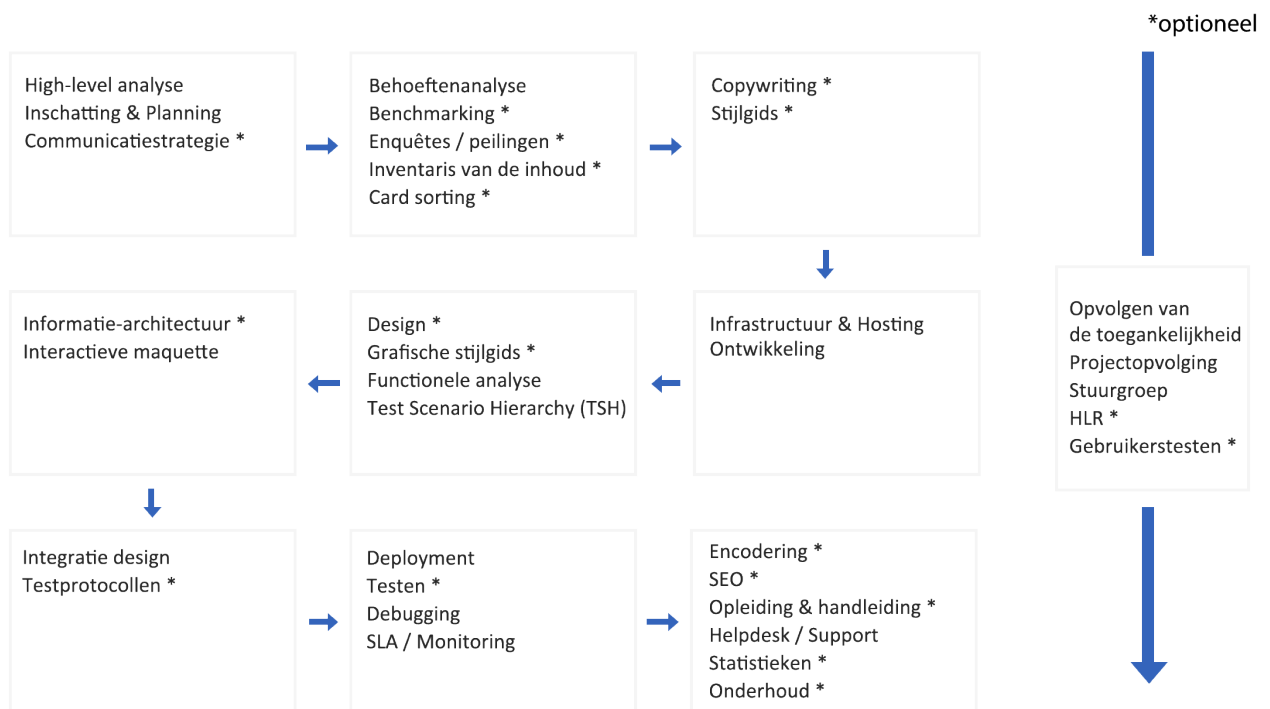 *optioneel
High-level analyse
Inschatting & Planning
Communicatiestrategie *
Behoeftenanalyse
Benchmarking *
Enquêtes / peilingen *
Inventaris van de inhoud *
Card sorting *
Copywriting *
Stijlgids *
Infrastructuur & Hosting
Ontwikkeling
Design *
Grafische stijlgids *
Functionele analyse
Test Scenario Hierarchy (TSH)
Informatie-architectuur *
Interactieve maquette
Integratie design
Testprotocollen *
Deployment
Testen *
Debugging
SLA / Monitoring
Encodering *
SEO *
Opleiding & handleiding *
Helpdesk / Support
Statistieken *
Onderhoud *
Opvolgen van
de toegankelijkheid
Projectopvolging
Stuurgroep
HLR *
Gebruikerstesten *